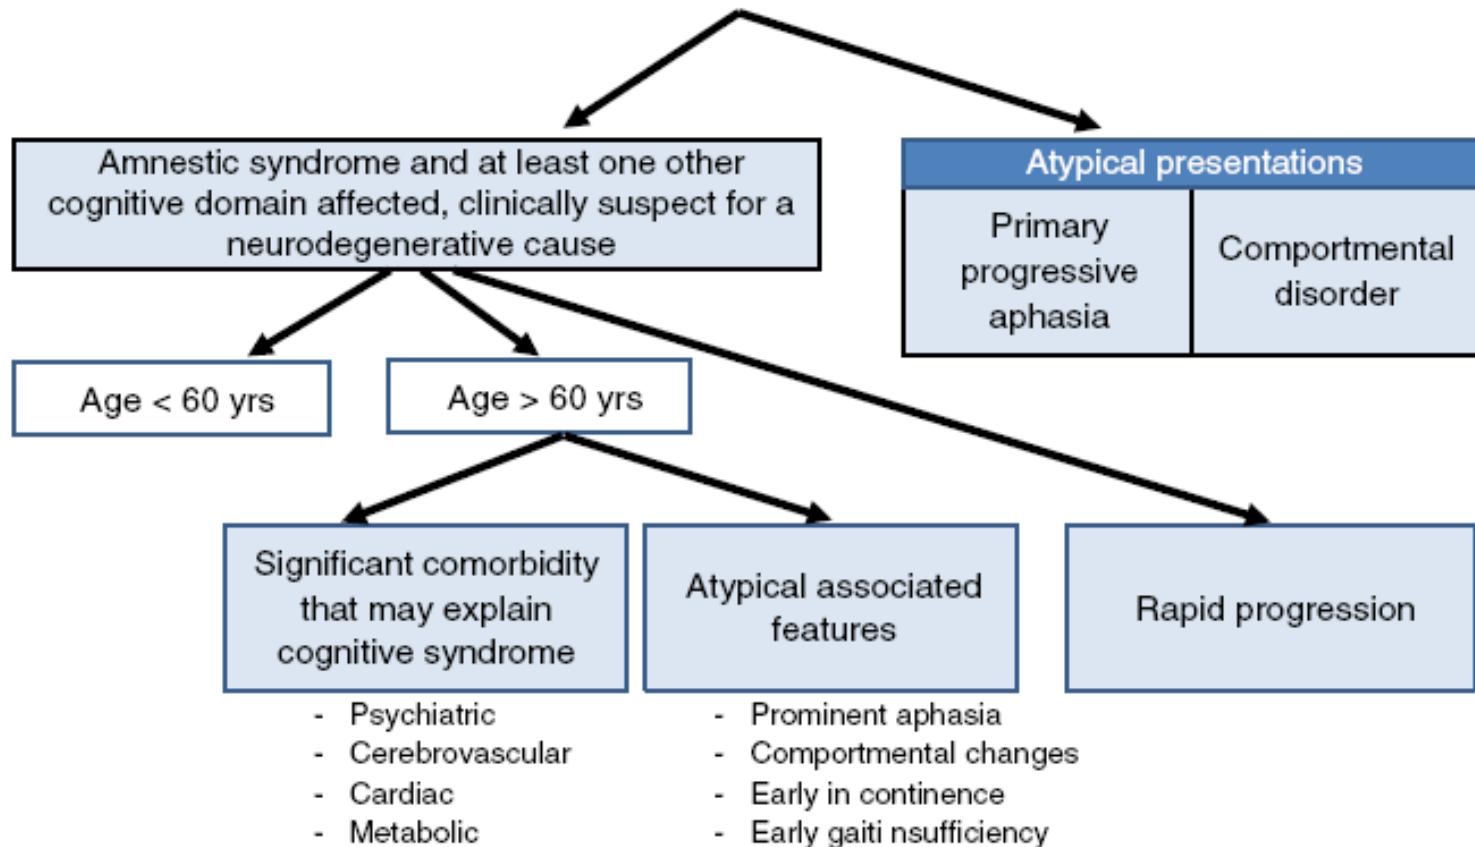 Amnestic syndrome and at least one other
cognitive domain affected, clinically suspect for a
neurodegenerative cause
Atypical presentations
Primary
progressive
aphasia
Comportmental
disorder
Age < 60 yrs
Age > 60 yrs
Significant comorbidity
that may explain
cognitive syndrome
Atypical associated
features
Rapid progression
- Psychiatric
- Cerebrovascular
- Cardiac
- Metabolic
- Prominent aphasia
- Comportmental changes
- Early in continence
- Early gaiti nsufficiency